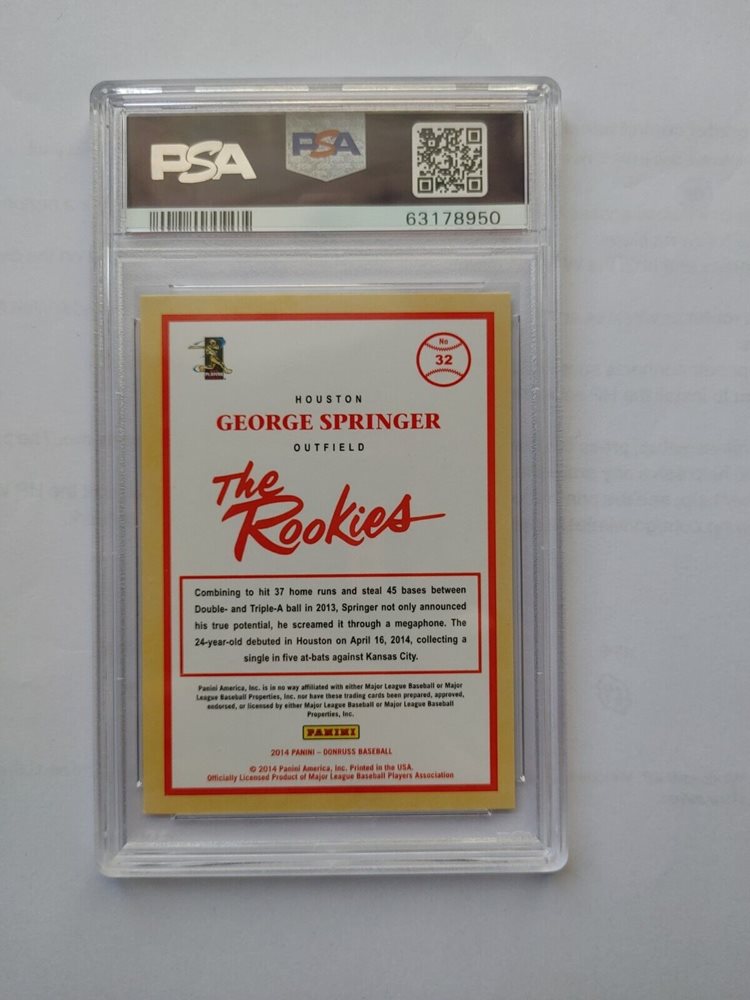 PSA
PSA
63178950
No
32
HOUSTON
GEORGE SPRINGER
OUTFIELD
The
Rookies
Combining to hit 37 home runs and steal 45 bases between
Double- and Triple-A ball in 2013, Springer not only announced
his true potential, he screamed it through a megaphone. The
24-year-old debuted in Houston on April 16, 2014, collecting a
single in five at-bats against Kansas City.
Panini America, Inc. is in no way affiliated with either Major League Baseball or Major
League Baseball Properties, Inc. nor have these trading cards been prepared, approved,
endorsed, or licensed by either Major League Baseball or Major League Baseball
Properties, Inc.
PANINI
2014 PANINI – DONRUSS BASEBALL
© 2014 Panini America, Inc. Printed in the USA.
Officially Licensed Product of Major League Baseball Players Association